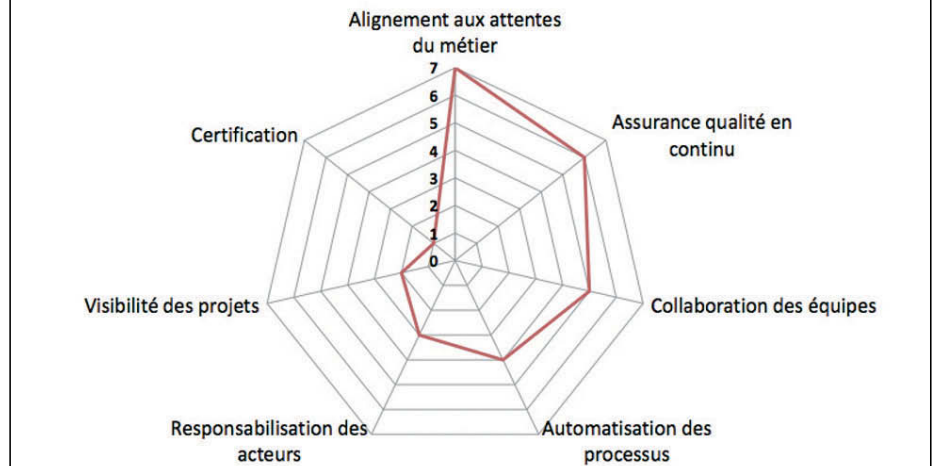 Alignement aux attentes
du métier
7
6
5
4
3
2
1
0
Certification
Assurance qualité en
continu
Visibilité des projets
Collaboration des équipes
Responsabilisation des
acteurs
Automatisation des
processus